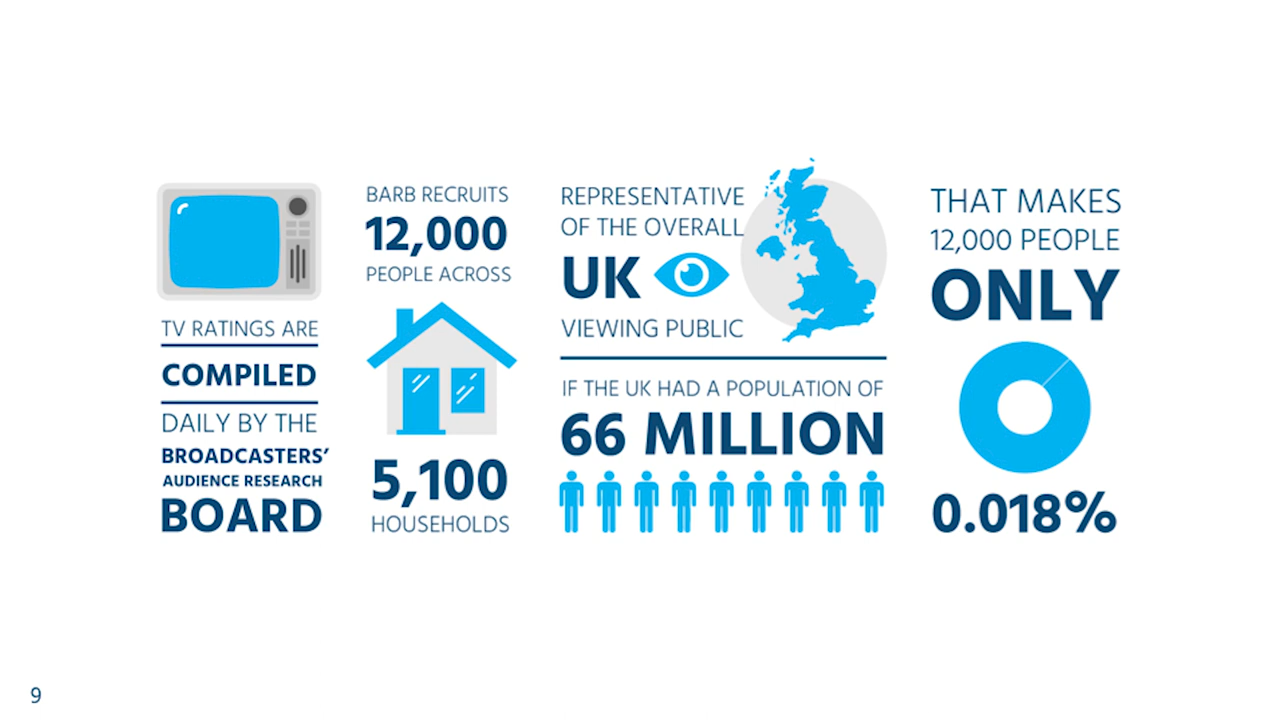 TV RATINGS ARE
COMPILED
DAILY BY THE
BROADCASTERS'
AUDIENCE RESEARCH
BOARD
BARB RECRUITS
12,000
PEOPLE ACROSS
5,100
HOUSEHOLDS
REPRESENTATIVE
OF THE OVERALL
UK
VIEWING PUBLIC
IF THE UK HAD A POPULATION OF
66 MILLION
THAT MAKES
12,000 PEOPLE
ONLY
0.018%
9